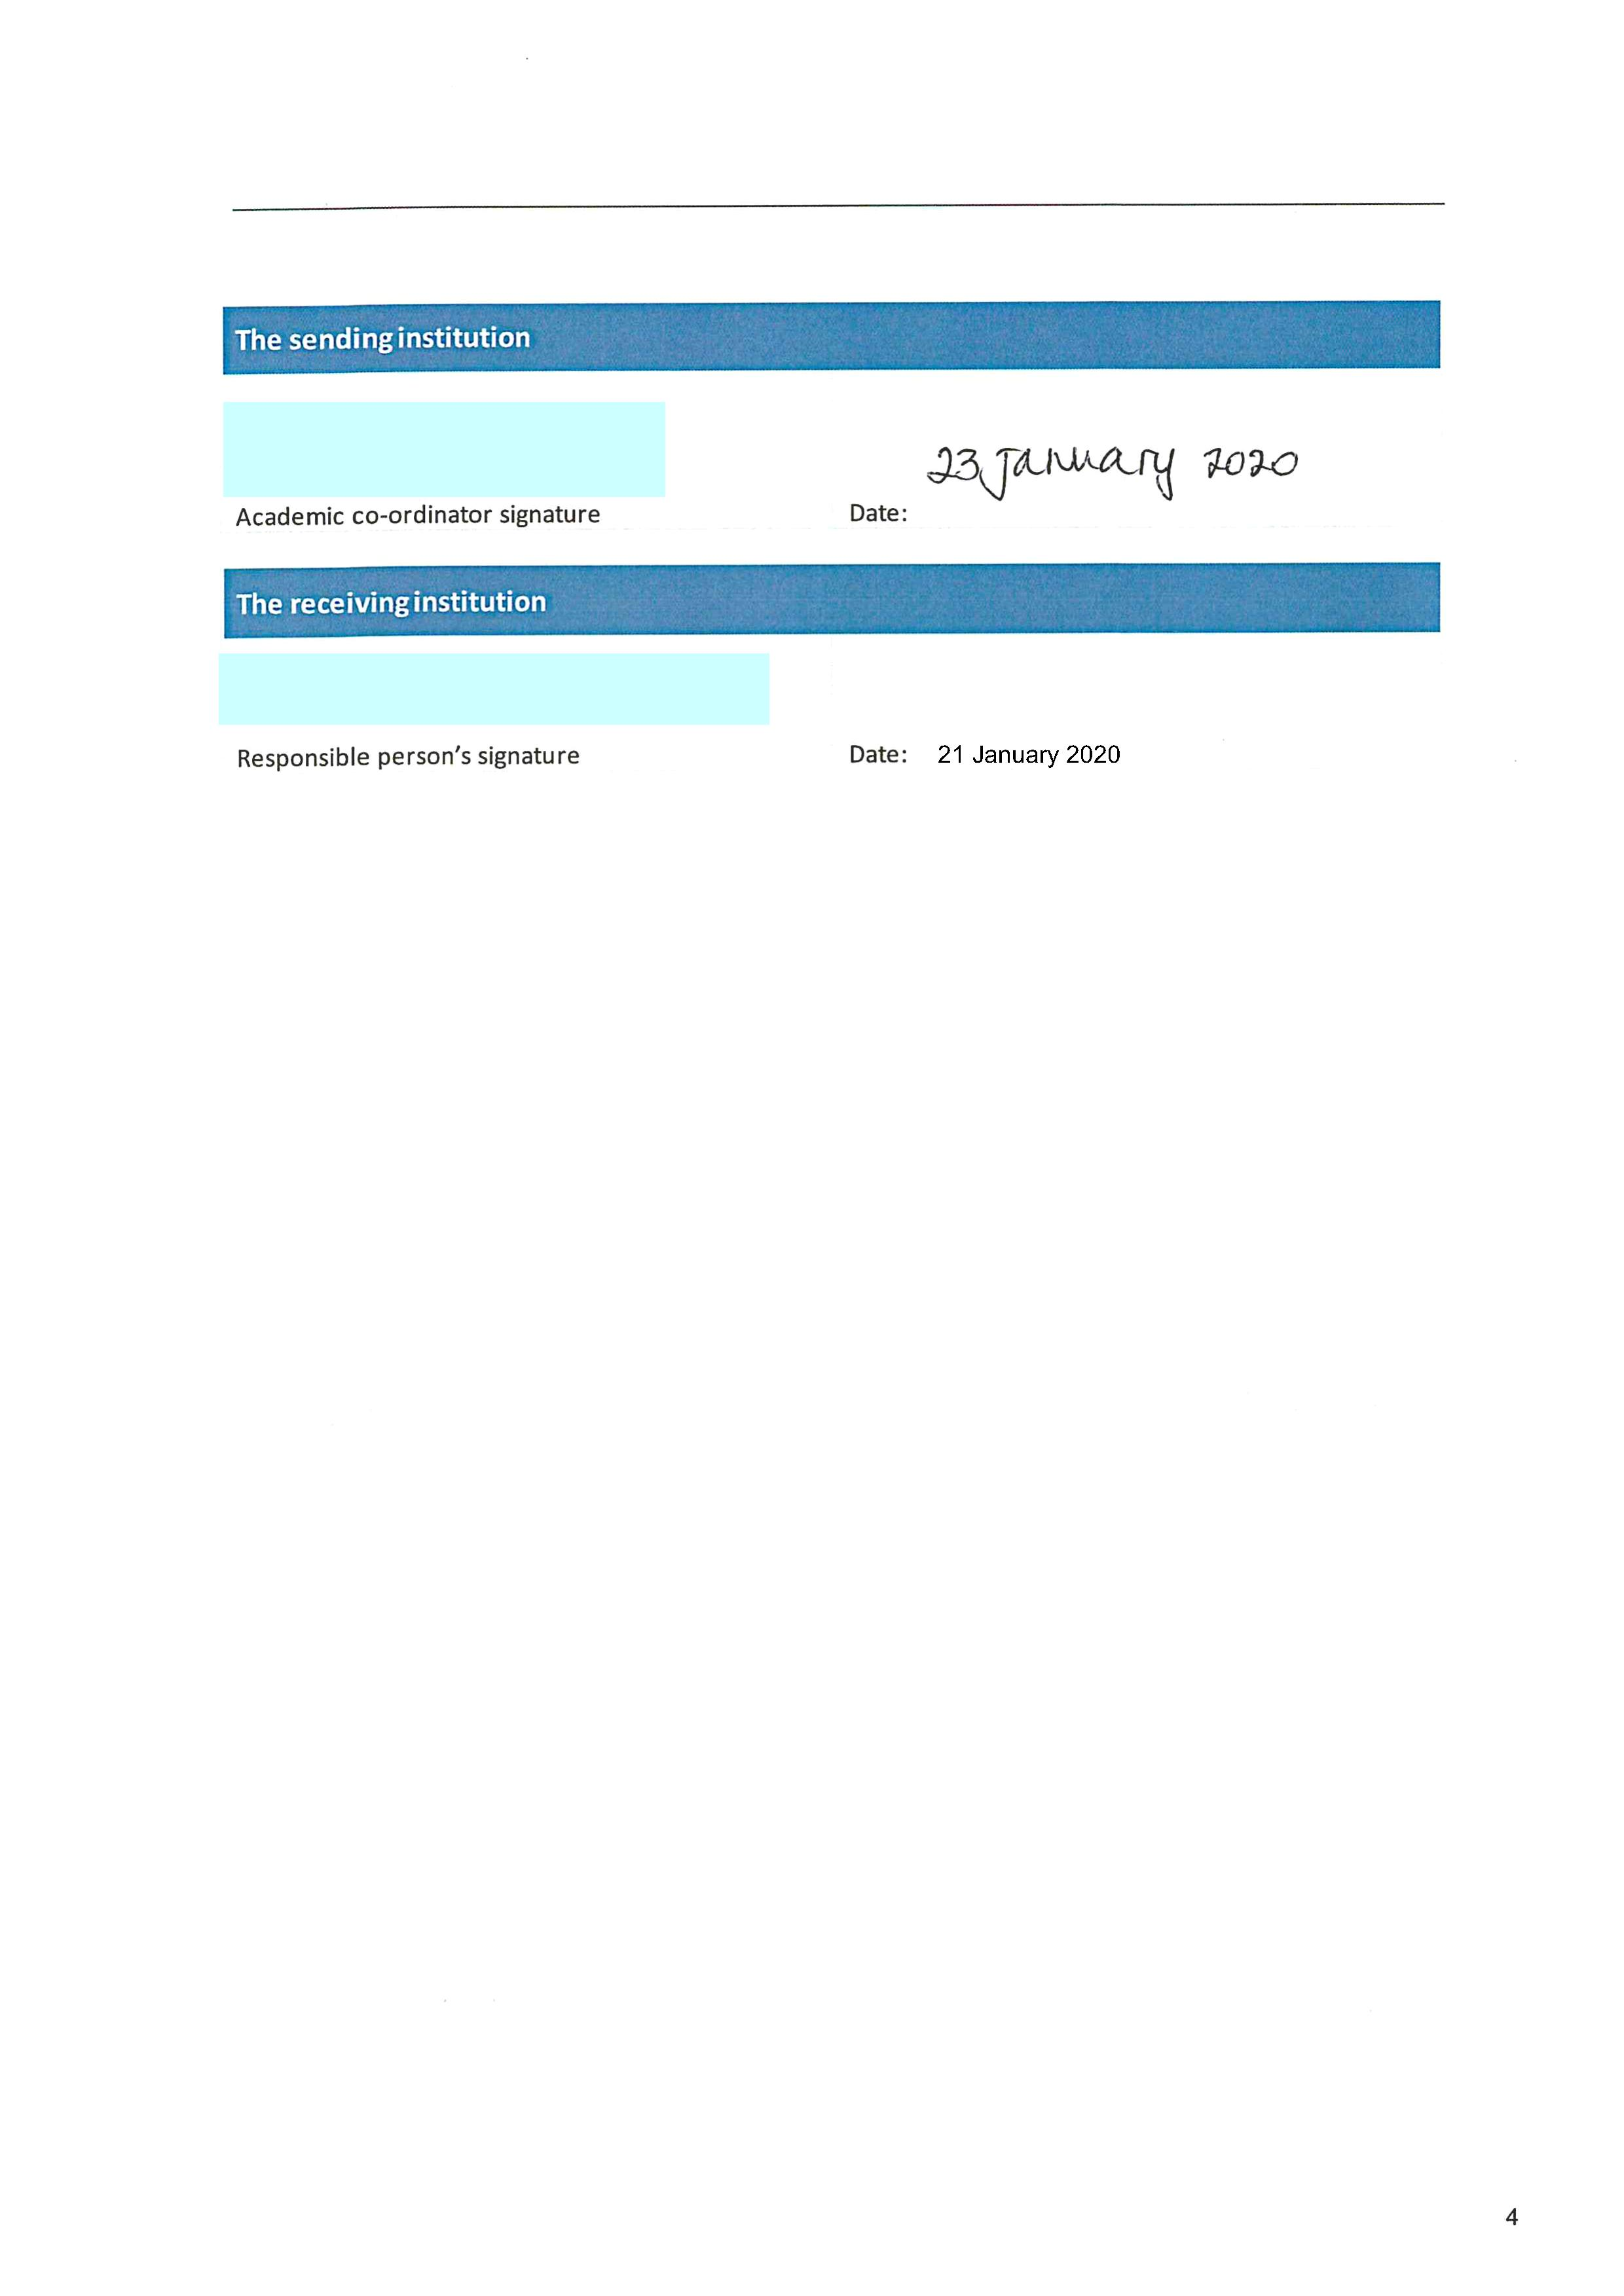 The sending institution
23 January 2020
Academic co-ordinator signature Date:
The receiving institution
Responsible person's signature Date: 21 January 2020
4